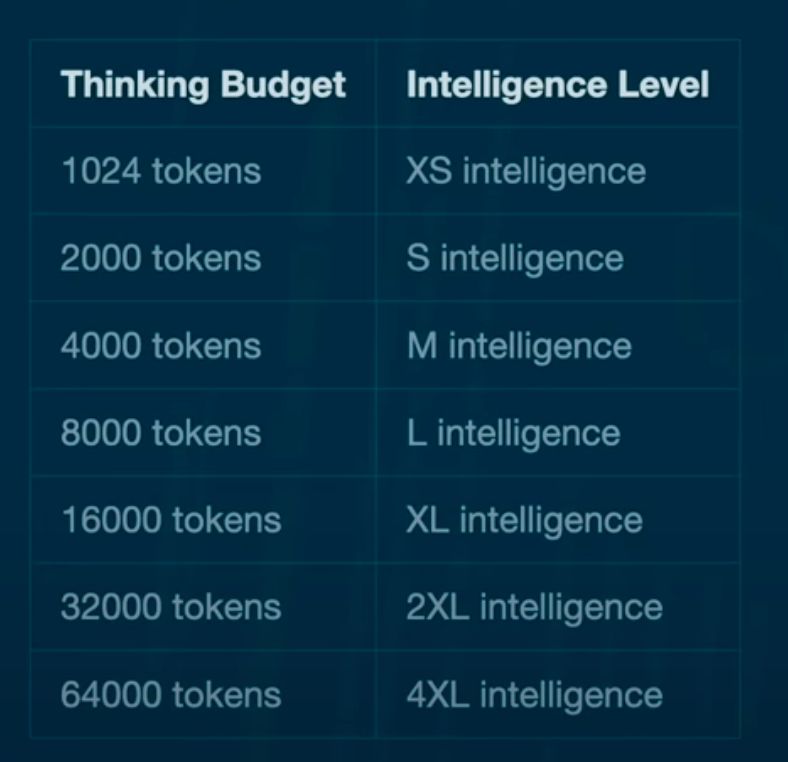 Thinking Budget Intelligence Level
1024 tokens XS intelligence
2000 tokens S intelligence
4000 tokens M intelligence
8000 tokens L intelligence
16000 tokens XL intelligence
32000 tokens 2XL intelligence
64000 tokens 4XL intelligence